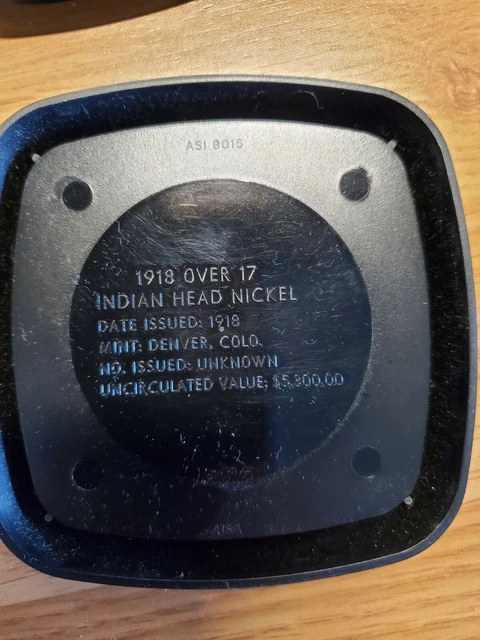 ASI 8015
1918 OVER 17
INDIAN HEAD NICKEL
DATE ISSUED: 1918
MINT: DENVER, COLO.
NO. ISSUED: UNKNOWN
UNCIRCULATED VALUE; $5,300.00